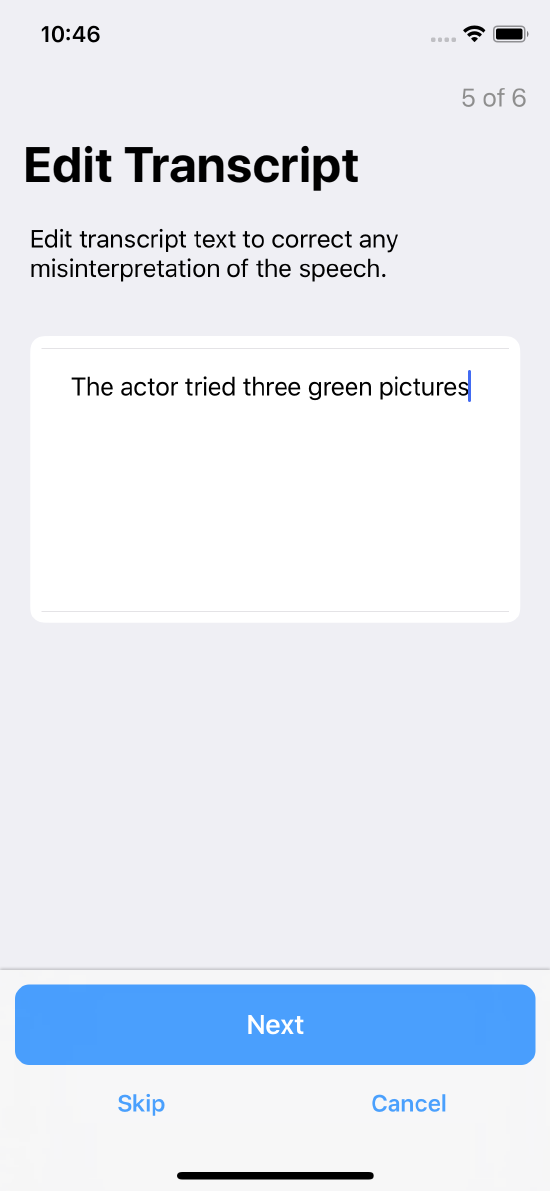 10:46
5 of 6
Edit Transcript
Edit transcript text to correct any
misinterpretation of the speech.
The actor tried three green pictures
Next
Skip
Cancel